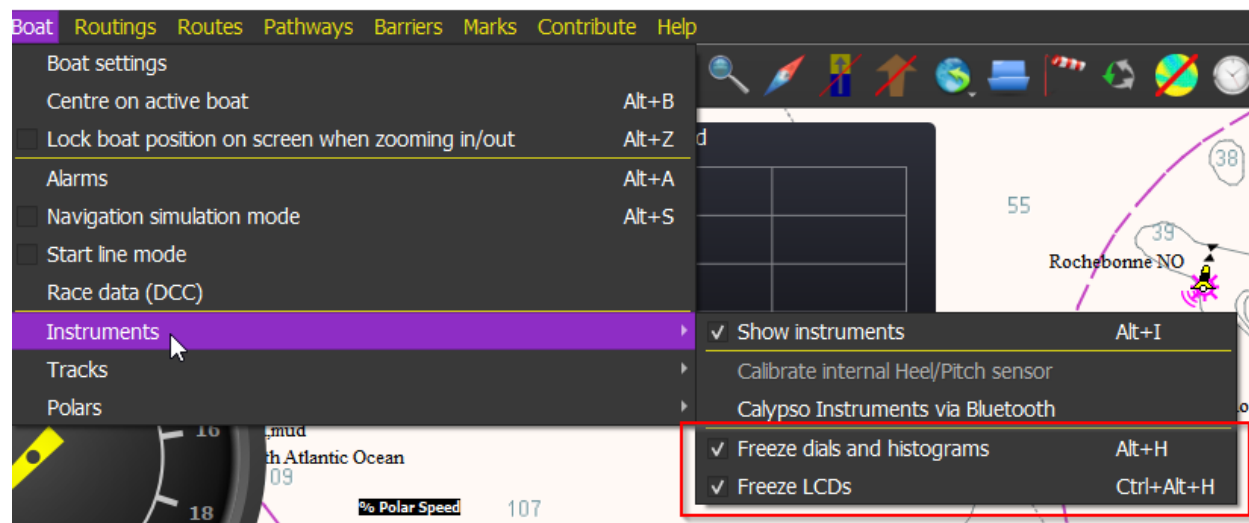 Boat Routings Routes Pathways Barriers Marks Contribute Help
Boat settings
Centre on active boat Alt+B
Lock boat position on screen when zooming in/out Alt+Z
d
38
Alarms Alt+A
55
Navigation simulation mode Alt+S
39
Start line mode
Rochebonne NO
Race data (DCC)
Instruments
Show instruments Alt+I
Tracks
Calibrate internal Heel/Pitch sensor
Polars
Calypso Instruments via Bluetooth
16
,mud
Freeze dials and histograms Alt+H
th Atlantic Ocean
09
Freeze LCDs Ctrl+Alt+H
18
% Polar Speed
107